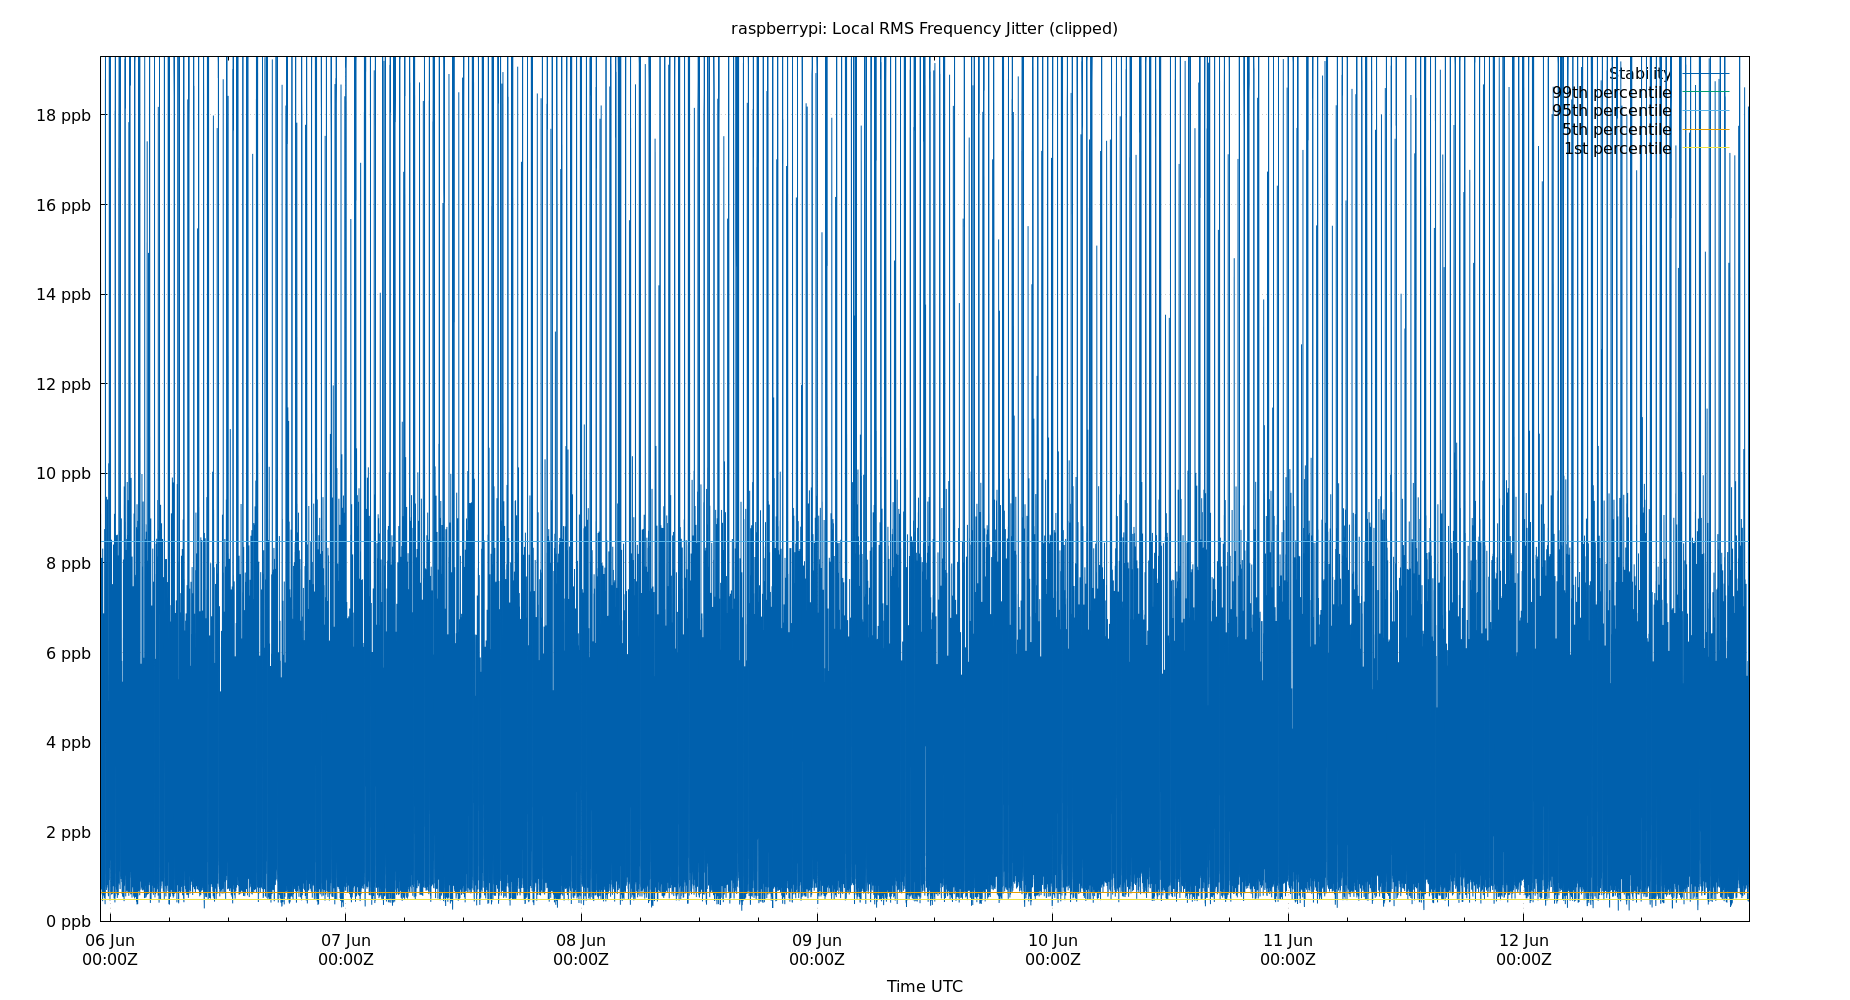 raspberrypi: Local RMS Frequency Jitter (clipped)
Stability
99th percentile
95th percentile
5th percentile
1st percentile
18 ppb
16 ppb
14 ppb
12 ppb
10 ppb
8 ppb
6 ppb
4 ppb
2 ppb
0 ppb
06 Jun 07 Jun 08 Jun 09 Jun 10 Jun 11 Jun 12 Jun
00:00Z 00:00Z 00:00Z 00:00Z 00:00Z 00:00Z 00:00Z
Time UTC